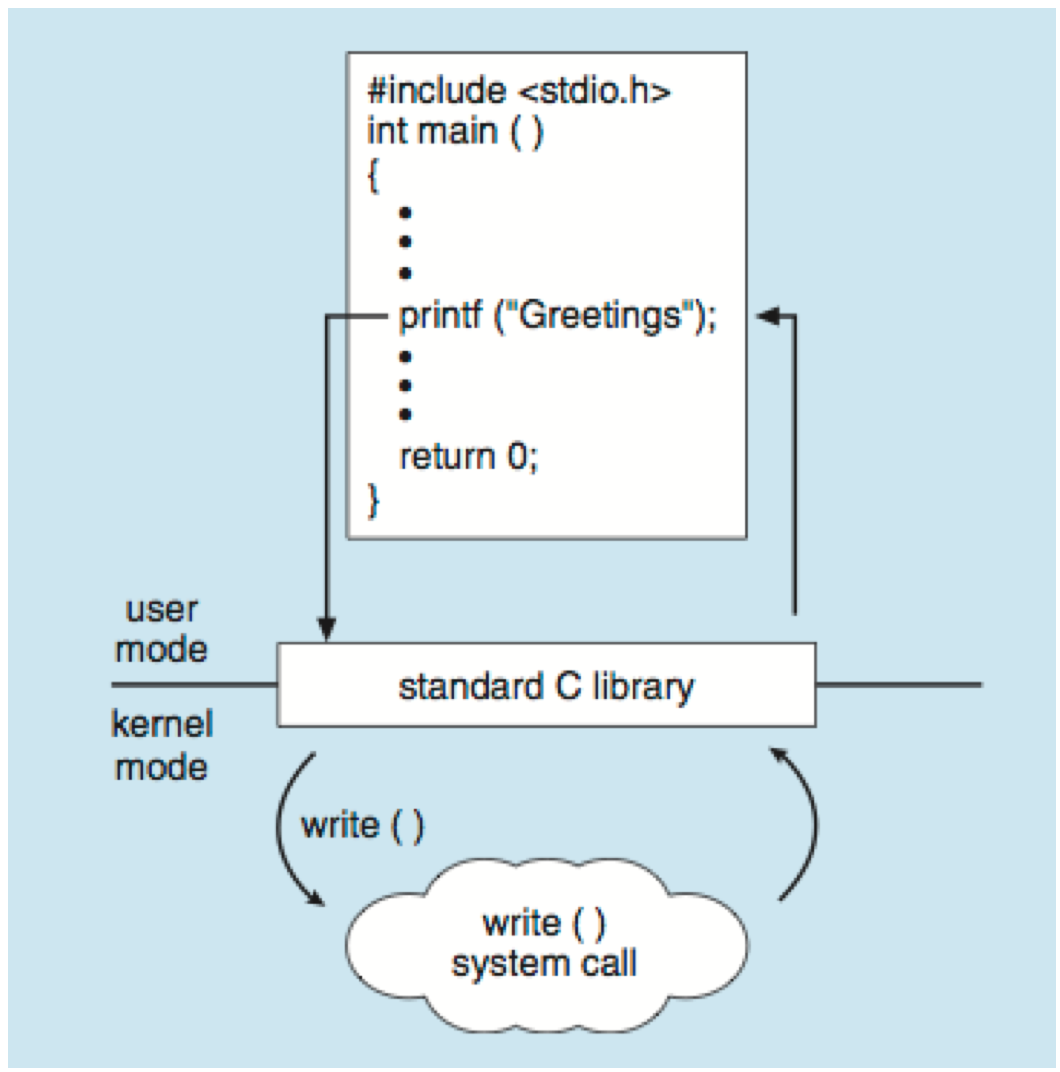 #include <stdio.h>
int main ( )
{
•
•
•
printf ("Greetings");
•
•
•
return 0;
}
user
mode
standard C library
kernel
mode
write ( )
write ( )
system call